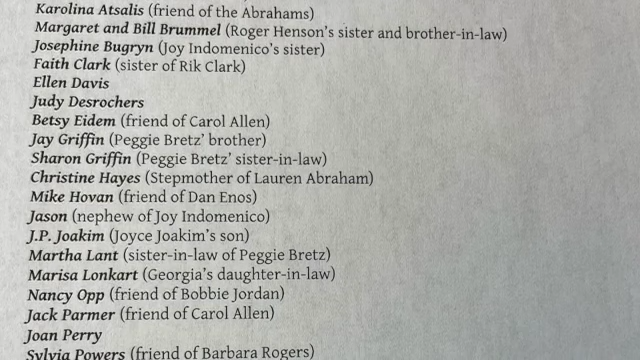 Karolina Atsalis (friend of the Abrahams)
Margaret and Bill Brummel (Roger Henson's sister and brother-in-law)
Josephine Bugryn (Joy Indomenico's sister)
Faith Clark (sister of Rik Clark)
Ellen Davis
Judy Desrochers
Betsy Eidem (friend of Carol Allen)
Jay Griffin (Peggie Bretz' brother)
Sharon Griffin (Peggie Bretz' sister-in-law)
Christine Hayes (Stepmother of Lauren Abraham)
Mike Hovan (friend of Dan Enos)
Jason (nephew of Joy Indomenico)
J.P. Joakim (Joyce Joakim's son)
Martha Lant (sister-in-law of Peggie Bretz)
Marisa Lonkart (Georgia's daughter-in-law)
Nancy Opp (friend of Bobbie Jordan)
Jack Parmer (friend of Carol Allen)
Joan Perry
Sylvia Powers (friend of Barbara Rogers)